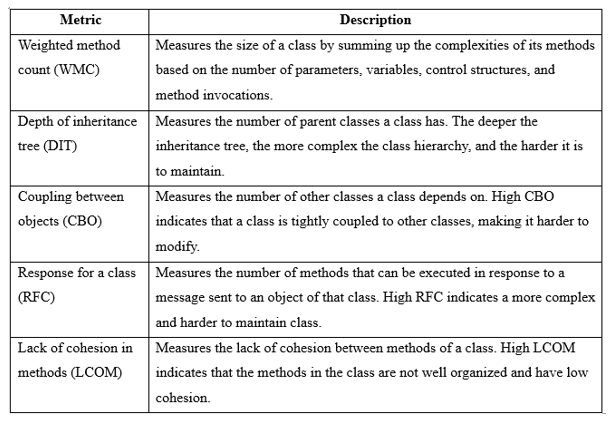 Metric Description
Weighted method Measures the size of a class by summing up the complexities of its methods
count (WMC) based on the number of parameters, variables, control structures, and
method invocations.
Depth of inheritance Measures the number of parent classes a class has. The deeper the
tree (DIT) inheritance tree, the more complex the class hierarchy, and the harder it is
to maintain.
Coupling between Measures the number of other classes a class depends on. High CBO
objects (CBO) indicates that a class is tightly coupled to other classes, making it harder to
modify.
Response for a class Measures the number of methods that can be executed in response to a
(RFC) message sent to an object of that class. High RFC indicates a more complex
and harder to maintain class.
Lack of cohesion in Measures the lack of cohesion between methods of a class. High LCOM
methods (LCOM) indicates that the methods in the class are not well organized and have low
cohesion.